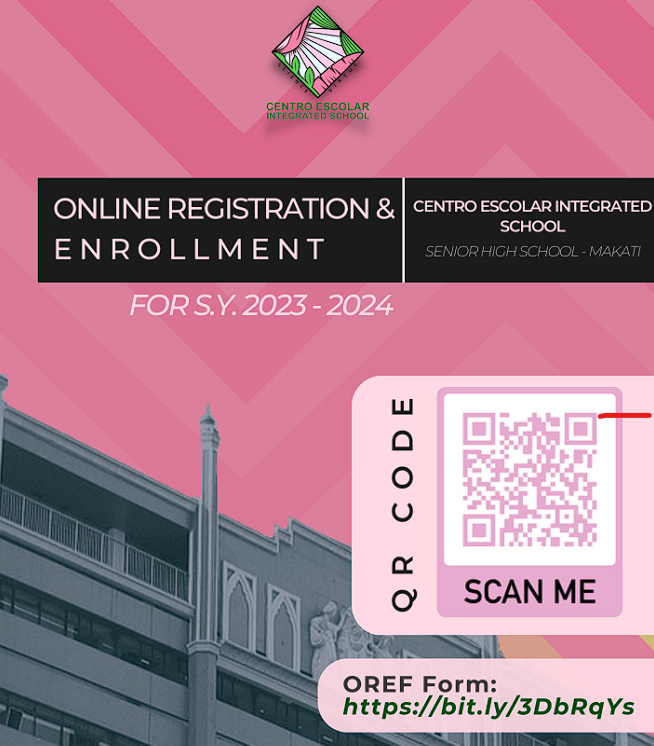 CENTRO ESCOLAR
INTEGRATED SCHOOL
ONLINE REGISTRATION &
ENROLLMENT
CENTRO ESCOLAR INTEGRATED
SCHOOL
SENIOR HIGH SCHOOL - MAKATI
FOR S.Y. 2023 - 2024
QR CODE
SCAN ME
OREF Form:
https://bit.ly/3DbRqYs